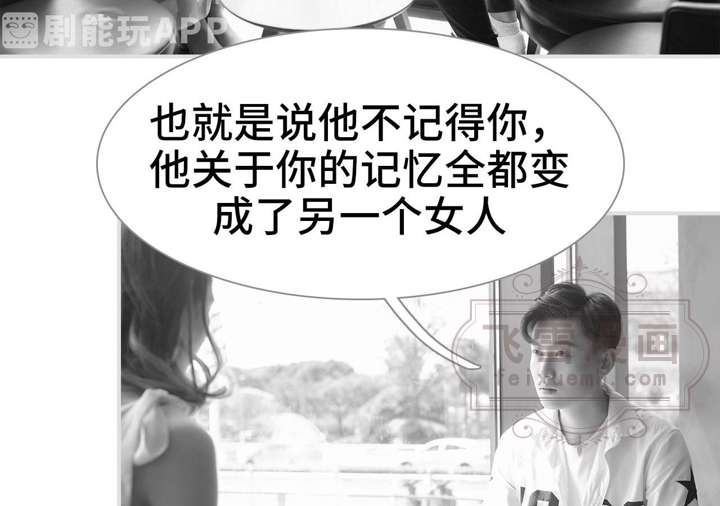 剧能玩APP
也就是说他不记得你，
他关于你的记忆全都变
成了另一个女人
飞雪漫画